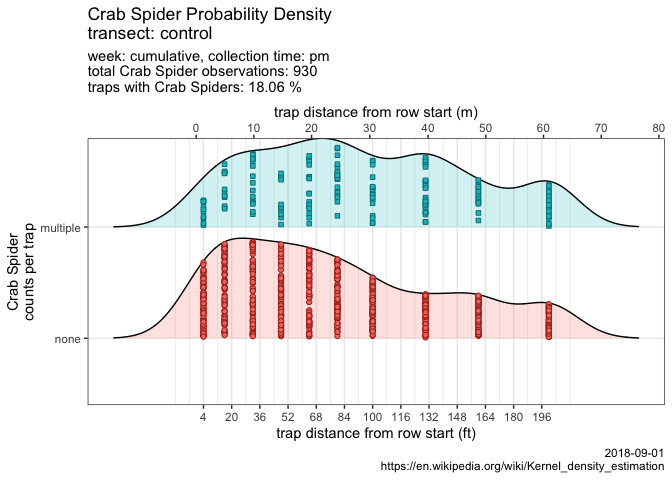 Crab Spider Probability Density
transect: control
week: cumulative, collection time: pm
total Crab Spider observations: 930
traps with Crab Spiders: 18.06 %
trap distance from row start (m)
0 10 20 30 40 50 60 70 80
Crab Spider
counts per trap
multiple
none
4 20 36 52 68 84 100 116 132 148 164 180 196
trap distance from row start (ft)
2018-09-01
https://en.wikipedia.org/wiki/Kernel_density_estimation